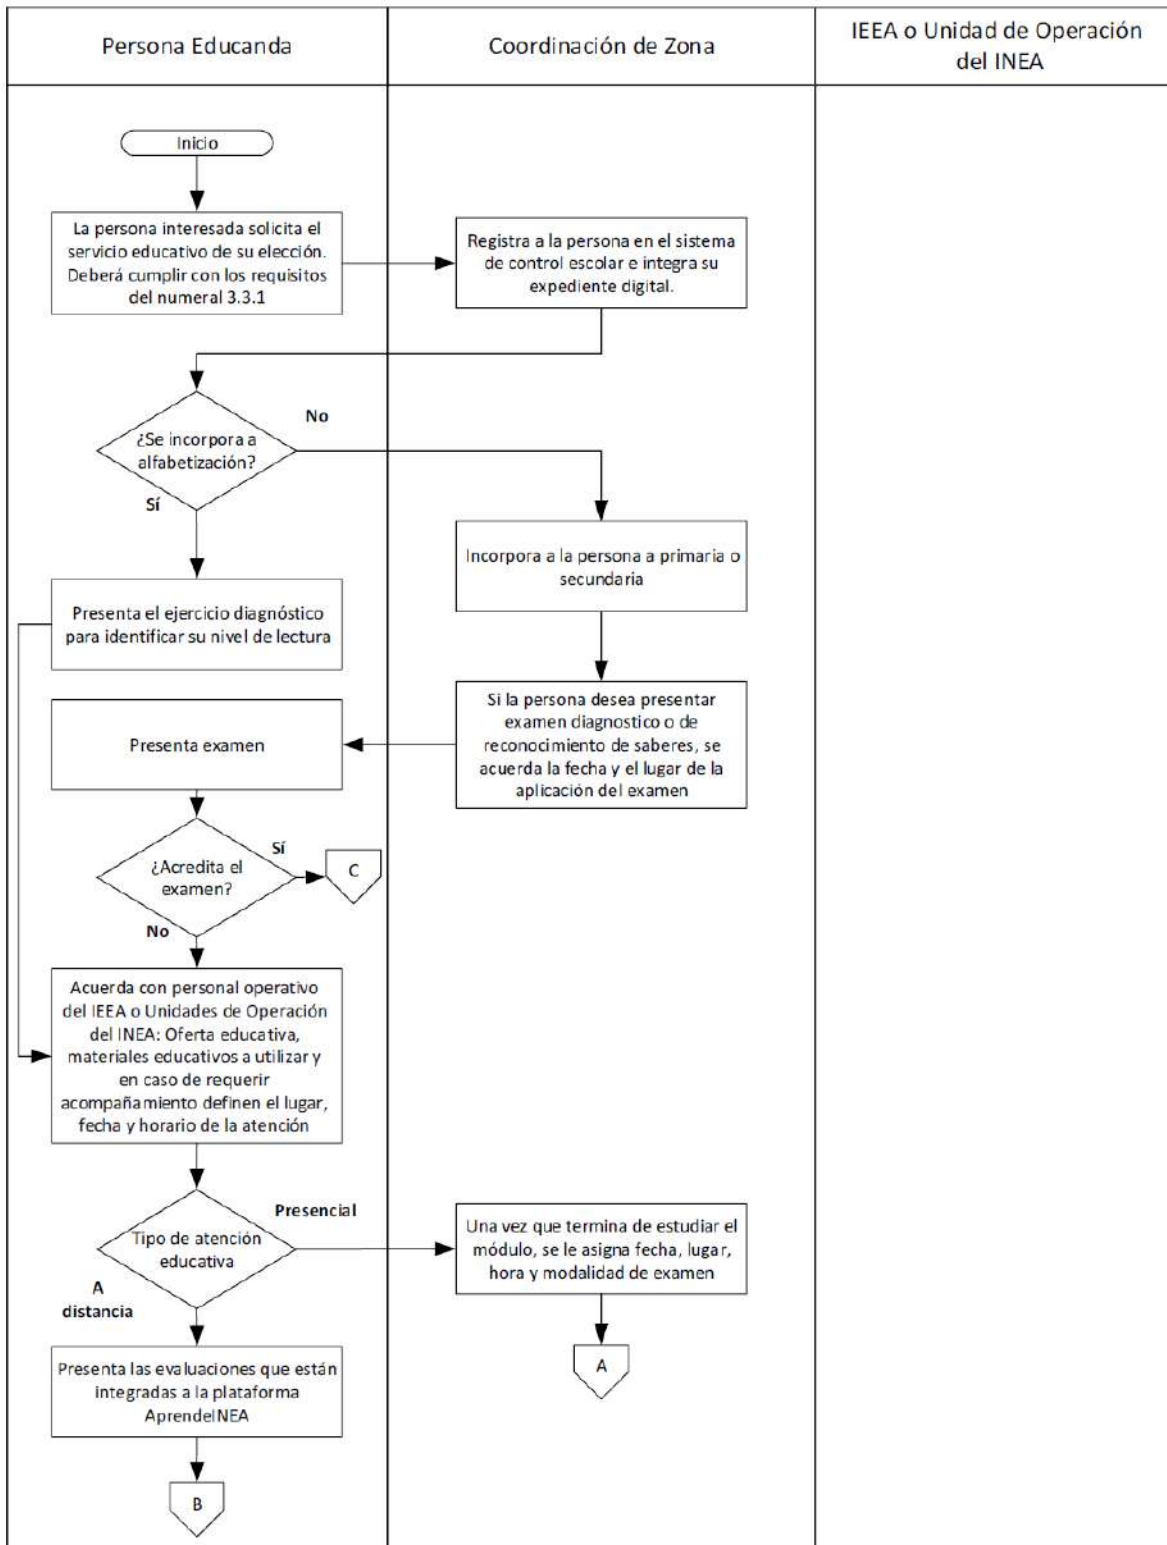 Persona Educanda
Coordinación de Zona
IEEA o Unidad de Operación
del INEA
Inicio
La persona interesada solicita el
servicio educativo de su elección.
Deberá cumplir con los requisitos
del numeral 3.3.1
Registra a la persona en el sistema
de control escolar e integra su
expediente digital.
¿Se incorpora a
alfabetización?
No
Sí
Incorpora a la persona a primaria o
secundaria
Presenta el ejercicio diagnóstico
para identificar su nivel de lectura
Si la persona desea presentar
examen diagnostico o de
reconocimiento de saberes, se
acuerda la fecha y el lugar de la
aplicación del examen
Presenta examen
¿Acredita el
examen?
Sí
C
No
Acuerda con personal operativo
del IEEA o Unidades de Operación
del INEA: Oferta educativa,
materiales educativos a utilizar y
en caso de requerir
acompañamiento definen el lugar,
fecha y horario de la atención
Tipo de atención
educativa
Presencial
A
distancia
Una vez que termina de estudiar el
módulo, se le asigna fecha, lugar,
hora y modalidad de examen
A
Presenta las evaluaciones que están
integradas a la plataforma
AprendeINEA
B